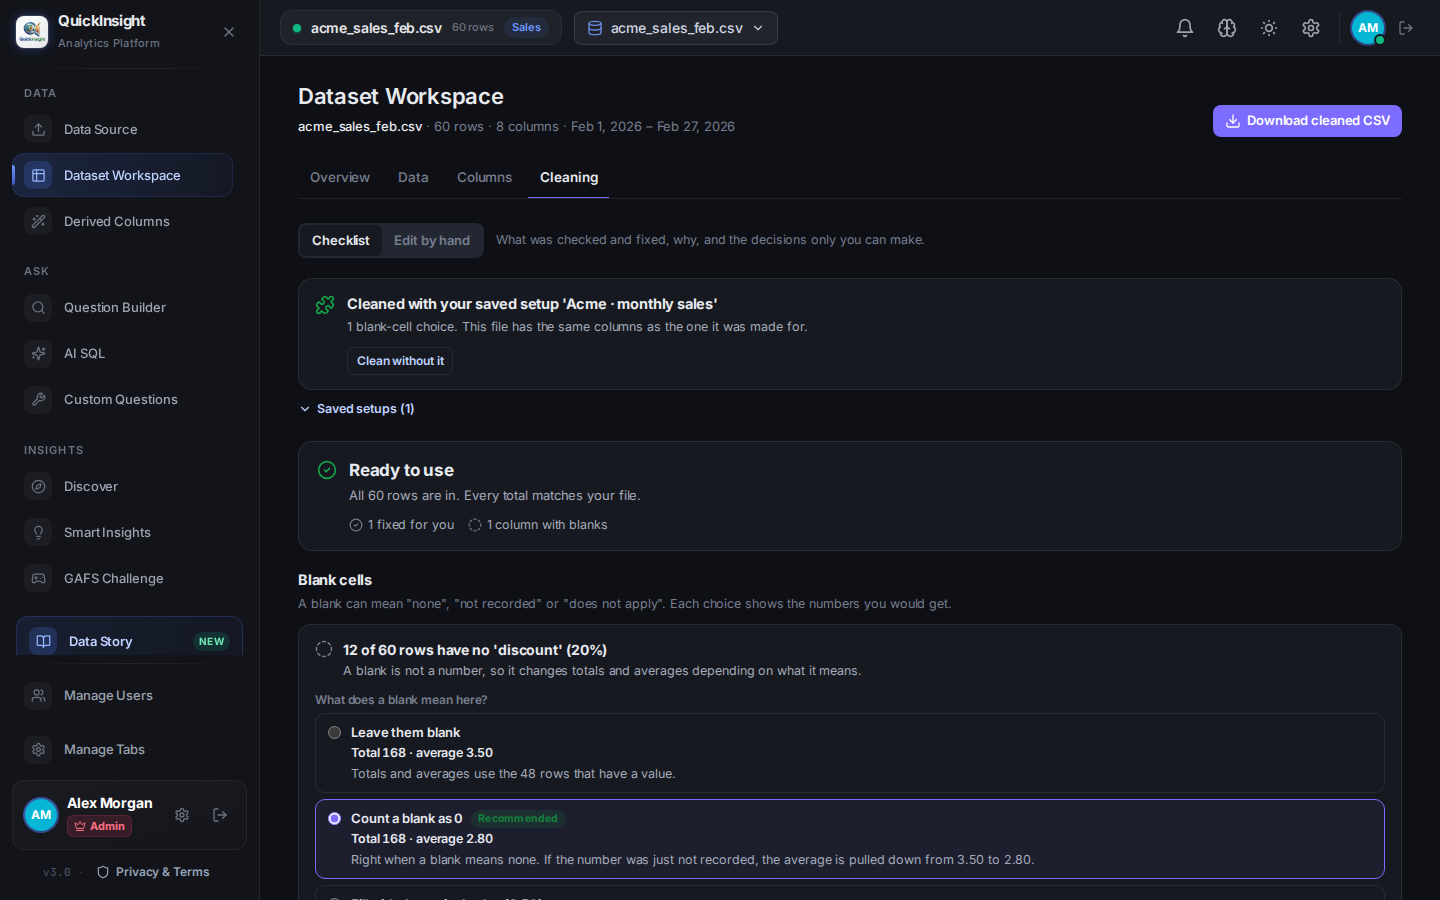 QuickInsight
Analytics Platform
DATA
Data Source
Dataset Workspace
Derived Columns
ASK
Question Builder
AI SQL
Custom Questions
INSIGHTS
Discover
Smart Insights
GAFS Challenge
Data Story NEW
Manage Users
Manage Tabs
AM Alex Morgan
Admin
v3.0 · Privacy & Terms
acme_sales_feb.csv 60 rows Sales
acme_sales_feb.csv
AM
Dataset Workspace
acme_sales_feb.csv · 60 rows · 8 columns · Feb 1, 2026 – Feb 27, 2026
Download cleaned CSV
Overview Data Columns Cleaning
Checklist Edit by hand What was checked and fixed, why, and the decisions only you can make.
Cleaned with your saved setup 'Acme · monthly sales'
1 blank-cell choice. This file has the same columns as the one it was made for.
Clean without it
Saved setups (1)
Ready to use
All 60 rows are in. Every total matches your file.
1 fixed for you 1 column with blanks
Blank cells
A blank can mean "none", "not recorded" or "does not apply". Each choice shows the numbers you would get.
12 of 60 rows have no 'discount' (20%)
A blank is not a number, so it changes totals and averages depending on what it means.
What does a blank mean here?
Leave them blank
Total 168 · average 3.50
Totals and averages use the 48 rows that have a value.
Count a blank as 0 Recommended
Total 168 · average 2.80
Right when a blank means none. If the number was just not recorded, the average is pulled down from 3.50 to 2.80.